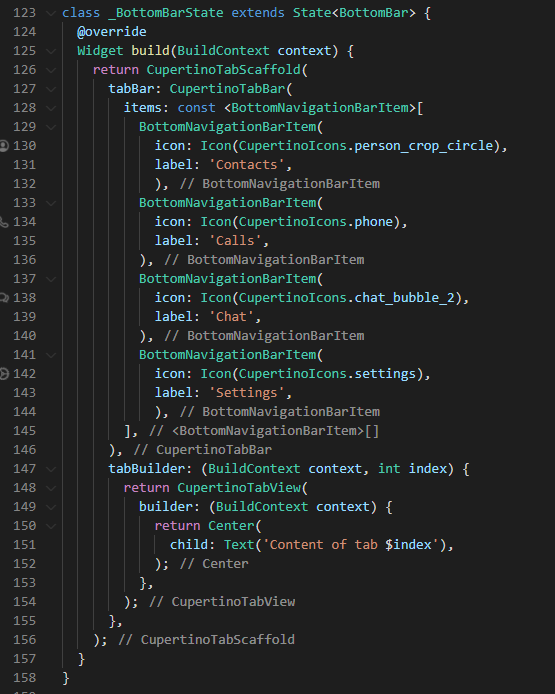 123 class _BottomBarState extends State<BottomBar> {
124   @override
125   Widget build(BuildContext context) {
126     return CupertinoTabScaffold(
127       tabBar: CupertinoTabBar(
128         items: const <BottomNavigationBarItem>[
129           BottomNavigationBarItem(
130             icon: Icon(CupertinoIcons.person_crop_circle),
131             label: 'Contacts',
132             ), // BottomNavigationBarItem
133           BottomNavigationBarItem(
134             icon: Icon(CupertinoIcons.phone),
135             label: 'Calls',
136           ), // BottomNavigationBarItem
137           BottomNavigationBarItem(
138             icon: Icon(CupertinoIcons.chat_bubble_2),
139             label: 'Chat',
140           ), // BottomNavigationBarItem
141           BottomNavigationBarItem(
142             icon: Icon(CupertinoIcons.settings),
143             label: 'Settings',
144             ), // BottomNavigationBarItem
145         ], // <BottomNavigationBarItem>[]
146       ), // CupertinoTabBar
147       tabBuilder: (BuildContext context, int index) {
148         return CupertinoTabView(
149           builder: (BuildContext context) {
150             return Center(
151               child: Text('Content of tab $index'),
152             ); // Center
153           },
154         ); // CupertinoTabView
155       },
156     ); // CupertinoTabScaffold
157   }
158 }